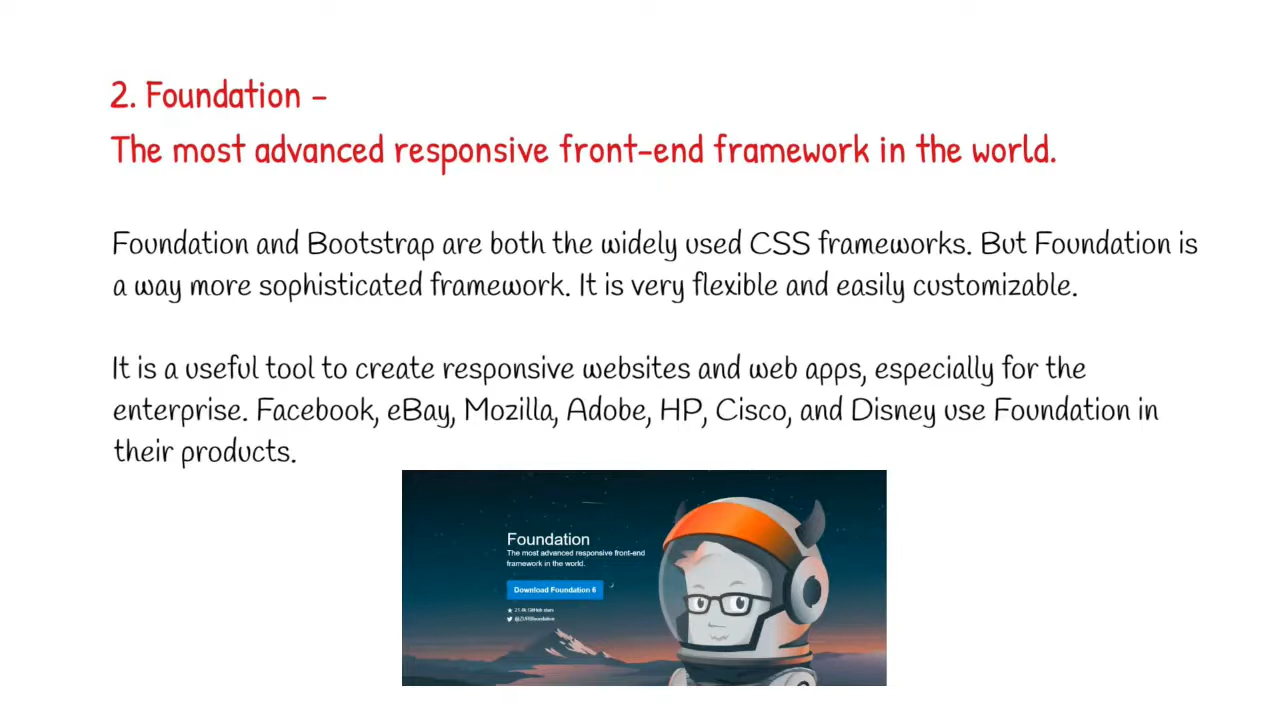 2. Foundation –
The most advanced responsive front-end framework in the world.
Foundation and Bootstrap are both the widely used CSS frameworks. But Foundation is
a way more sophisticated framework. It is very flexible and easily customizable.
It is a useful tool to create responsive websites and web apps, especially for the
enterprise. Facebook, eBay, Mozilla, Adobe, HP, Cisco, and Disney use Foundation in
their products.
Foundation
The most advanced responsive front-end
framework in the world.
Download Foundation 6
GitHub stars
@ZURBfoundation